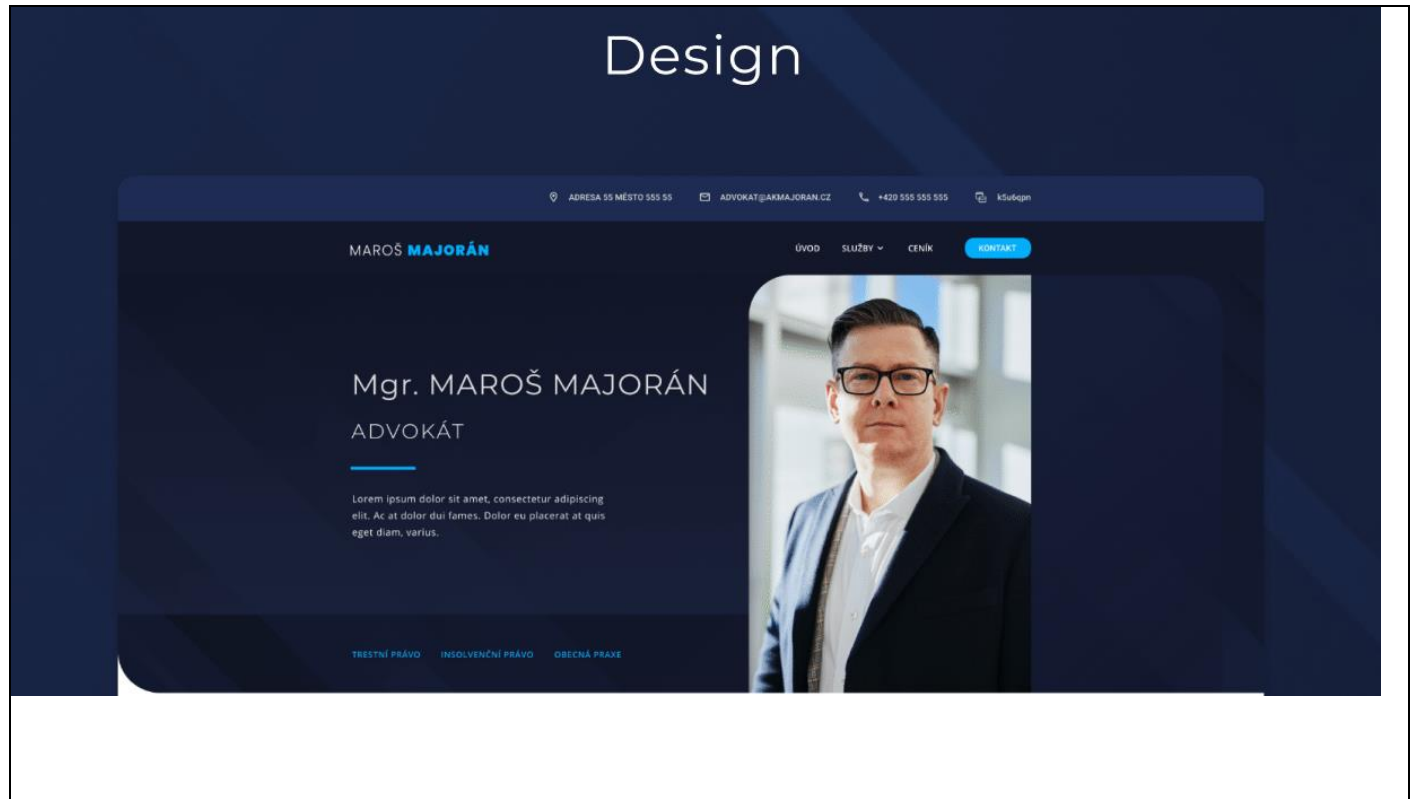 Design
ADRESA 55 MĚSTO 555 55 ADVOKAT@AKMAJORAN.CZ +420 555 555 555 k5u6qpn
MAROŠ MAJORÁN ÚVOD SLUŽBY CENÍK KONTAKT
Mgr. MAROŠ MAJORÁN
ADVOKÁT
Lorem ipsum dolor sit amet, consectetur adipiscing
elit. Ac at dolor dui fames. Dolor eu placerat at quis
eget diam, varius.
TRESTNÍ PRÁVO INSOLVENČNÍ PRÁVO OBECNÁ PRAXE